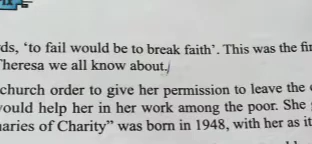 ds, ‘to fail would be to break faith’. This was the
Theresa we all know about.
church order to give her permission to leave the
would help her in her work among the poor. She
aries of Charity” was born in 1948, with her as it